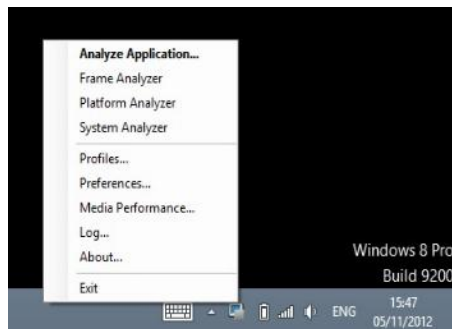 Analyze Application...
Frame Analyzer
Platform Analyzer
System Analyzer
Profiles...
Preferences...
Media Performance...
Log...
About...
Exit
Windows 8 Pro
Build 9200
ENG
15:47
05/11/2012